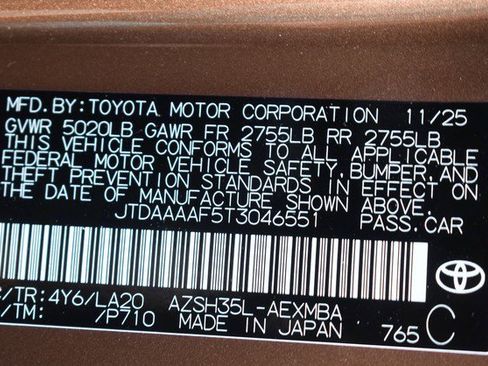 MFD.BY:TOYOTA MOTOR CORPORATION 11/25
GVWR 5020LB GAWR FR 2755LB RR 2755LB
THIS VEHICLE CONFORMS TO ALL APPLICABLE
FEDERAL MOTOR VEHICLE SAFETY,BUMPER,AND
THEFT PREVENTION STANDARDS IN EFFECT ON
THE DATE OF MANUFACTURE SHOWN ABOVE.
JTDAAAAF5T3046551 PASS.CAR
/TR:4Y6/LA20 AZSH35L-AEXMBA
/TM: /P710 MADE IN JAPAN 765 C